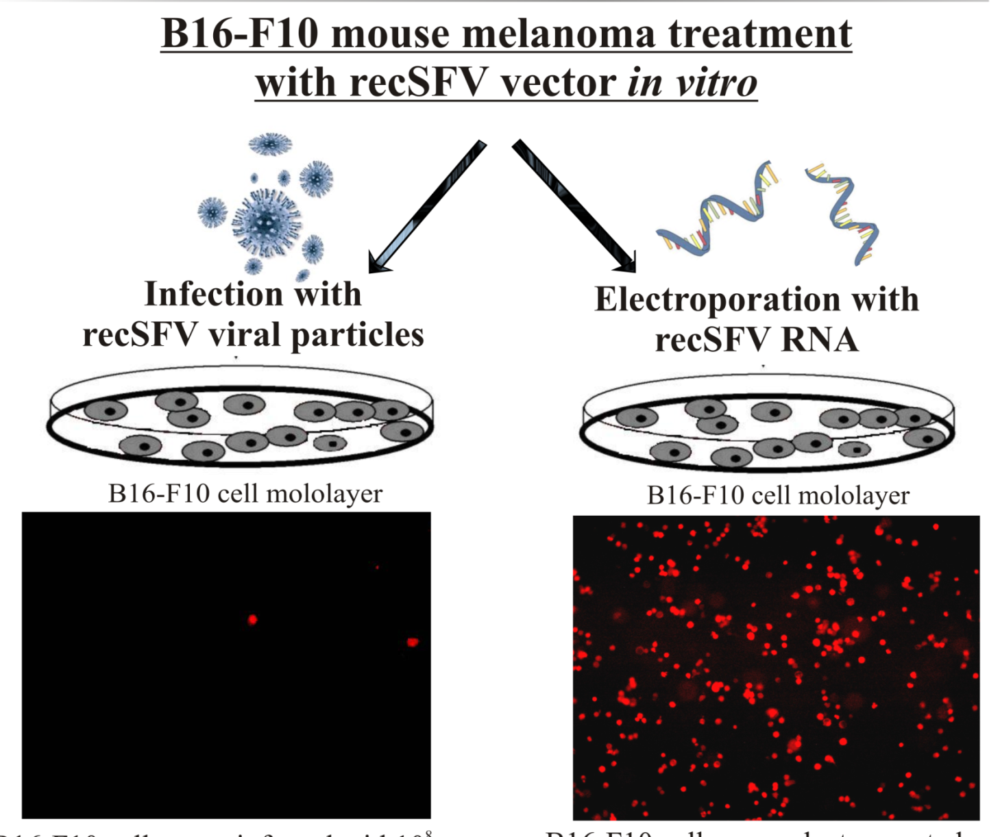 B16-F10 mouse melanoma treatment
with recSFV vector in vitro
Infection with
recSFV viral particles
Electroporation with
recSFV RNA
B16-F10 cell mololayer
B16-F10 cell mololayer